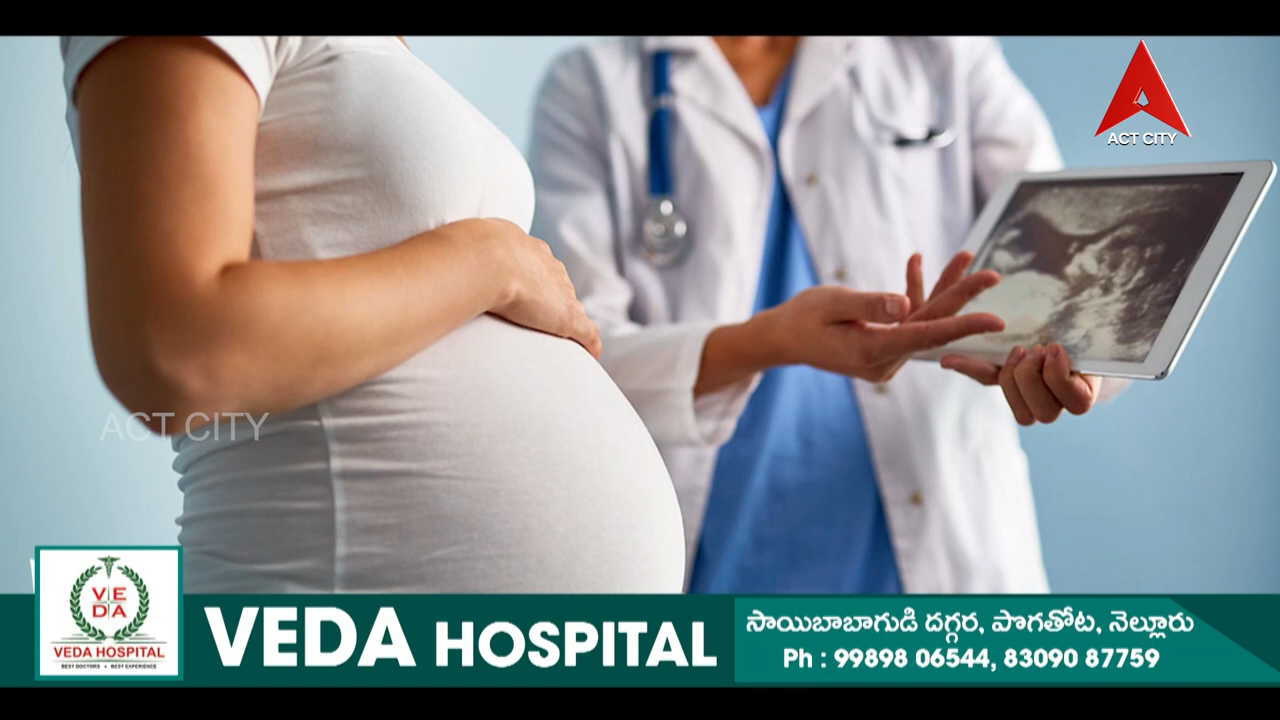 ACT CITY
ACT CITY
VEDA
VEDA HOSPITAL
BEST DOCTORS • BEST EXPERIENCE
VEDA HOSPITAL
సాయిబాబాగుడి దగ్గర, పొగతోట, నెల్లూరు
Ph : 99898 06544, 83090 87759